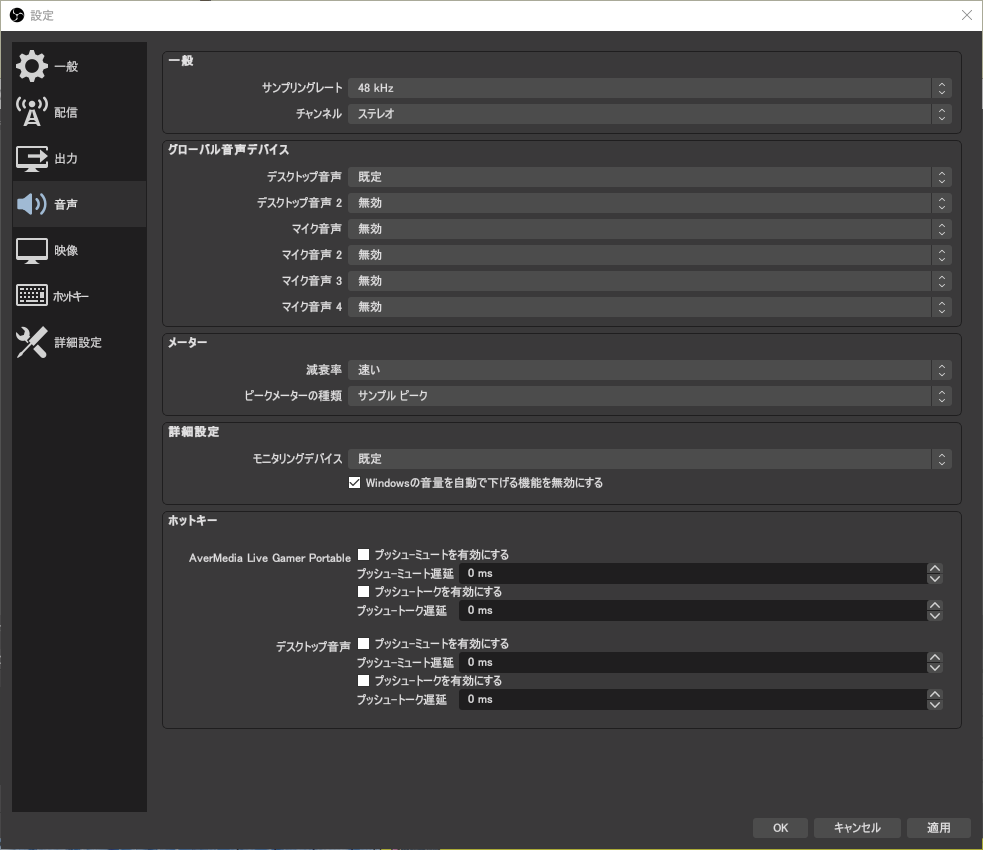 設定
一般
配信
出力
音声
映像
ホットキー
詳細設定
一般
サンプリングレート 48 kHz
チャンネル ステレオ
グローバル音声デバイス
デスクトップ音声 既定
デスクトップ音声 2 無効
マイク音声 無効
マイク音声 2 無効
マイク音声 3 無効
マイク音声 4 無効
メーター
減衰率 速い
ピークメーターの種類 サンプル ピーク
詳細設定
モニタリングデバイス 既定
Windowsの音量を自動で下げる機能を無効にする
ホットキー
AverMedia Live Gamer Portable プッシュ-ミュートを有効にする
プッシュ-ミュート遅延 0 ms
プッシュ-トークを有効にする
プッシュ-トーク遅延 0 ms
デスクトップ音声 プッシュ-ミュートを有効にする
プッシュ-ミュート遅延 0 ms
プッシュ-トークを有効にする
プッシュ-トーク遅延 0 ms
OK キャンセル 適用